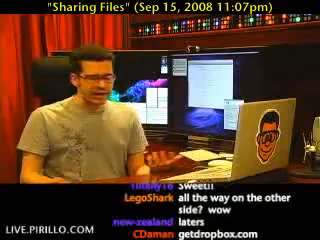 "Sharing Files" (Sep 15, 2008 11:07pm)
Tiffany18 Sweet!!
LegoShark all the way on the other
side? wow
new-zealand laters
CDaman getdropbox.com
LIVE.PIRILLO.COM